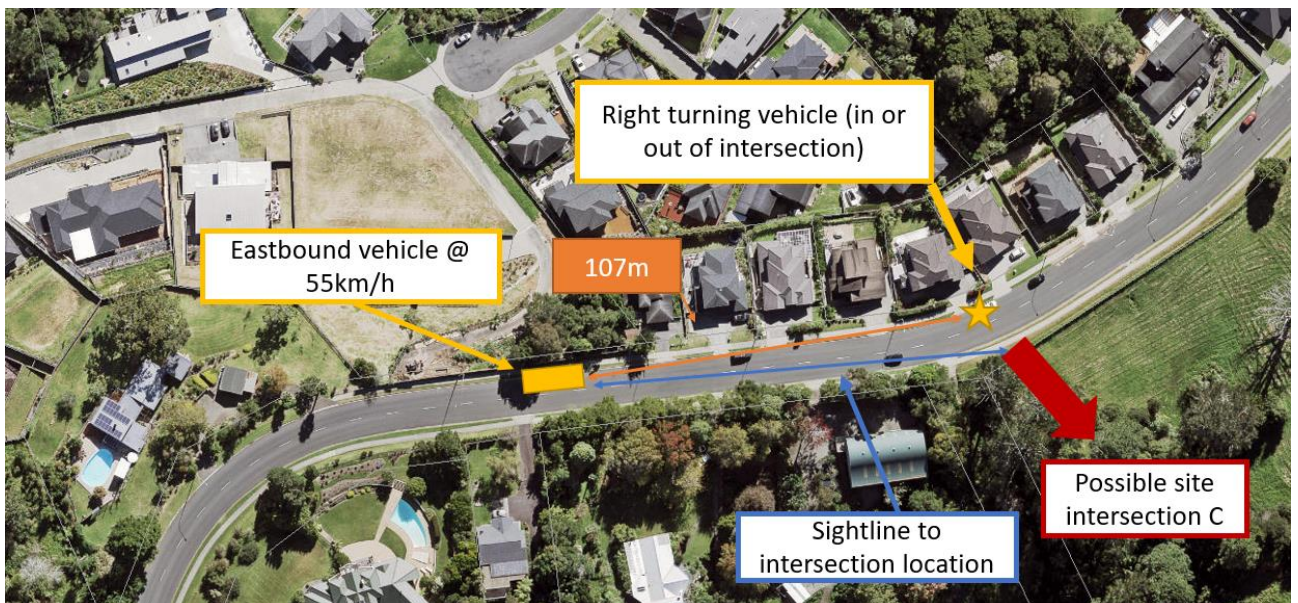 Right turning vehicle (in or
out of intersection)
Eastbound vehicle @
55km/h
107m
Possible site
intersection C
Sightline to
intersection location